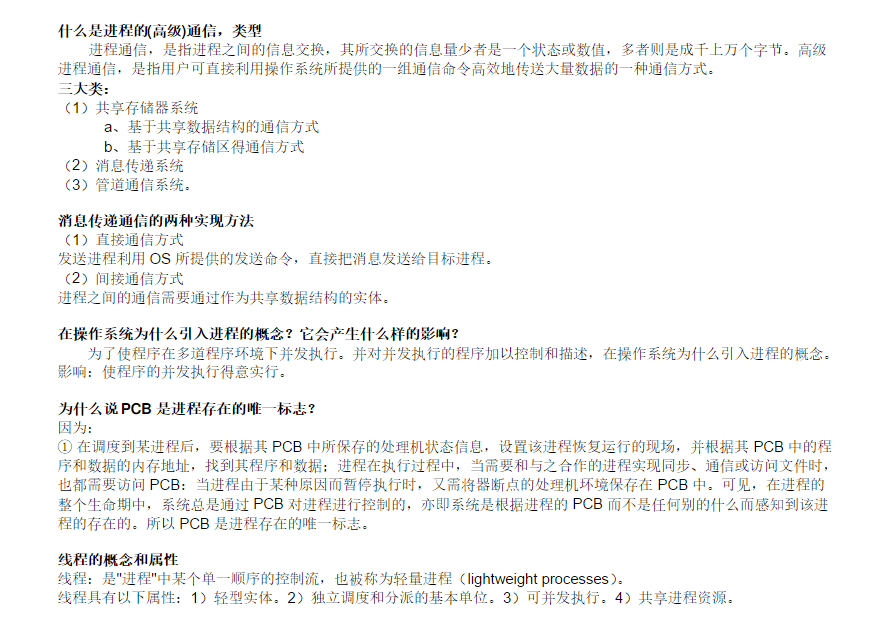 什么是进程的(高级)通信，类型
进程通信，是指进程之间的信息交换，其所交换的信息量少者是一个状态或数值，多者则是成千上万个字节。高级
进程通信，是指用户可直接利用操作系统所提供的一组通信命令高效地传送大量数据的一种通信方式。
三大类：
（1）共享存储器系统
a、基于共享数据结构的通信方式
b、基于共享存储区得通信方式
（2）消息传递系统
（3）管道通信系统。
消息传递通信的两种实现方法
（1）直接通信方式
发送进程利用 OS 所提供的发送命令，直接把消息发送给目标进程。
（2）间接通信方式
进程之间的通信需要通过作为共享数据结构的实体。
在操作系统为什么引入进程的概念？它会产生什么样的影响？
为了使程序在多道程序环境下并发执行。并对并发执行的程序加以控制和描述，在操作系统为什么引入进程的概念。
影响：使程序的并发执行得意实行。
为什么说 PCB 是进程存在的唯一标志？
因为：
① 在调度到某进程后，要根据其 PCB 中所保存的处理机状态信息，设置该进程恢复运行的现场，并根据其 PCB 中的程
序和数据的内存地址，找到其程序和数据；进程在执行过程中，当需要和与之合作的进程实现同步、通信或访问文件时，
也都需要访问 PCB：当进程由于某种原因而暂停执行时，又需将器断点的处理机环境保存在 PCB 中。可见，在进程的
整个生命期中，系统总是通过 PCB 对进程进行控制的，亦即系统是根据进程的 PCB 而不是任何别的什么而感知到该进
程的存在的。所以 PCB 是进程存在的唯一标志。
线程的概念和属性
线程：是"进程"中某个单一顺序的控制流，也被称为轻量进程（lightweight processes）。
线程具有以下属性：1）轻型实体。2）独立调度和分派的基本单位。3）可并发执行。4）共享进程资源。